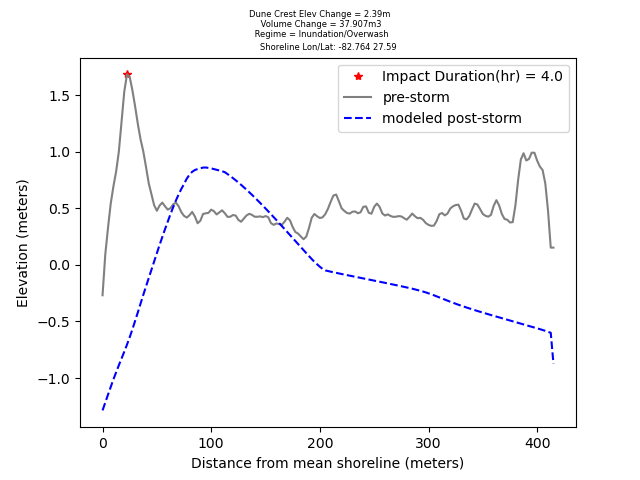 Dune Crest Elev Change = 2.39m
Volume Change = 37.907m3
Regime = Inundation/Overwash
Shoreline Lon/Lat: -82.764 27.59
Impact Duration(hr) = 4.0
pre-storm
modeled post-storm
1.5
1.0
0.5
0.0
−0.5
−1.0
Elevation (meters)
0 100 200 300 400
Distance from mean shoreline (meters)